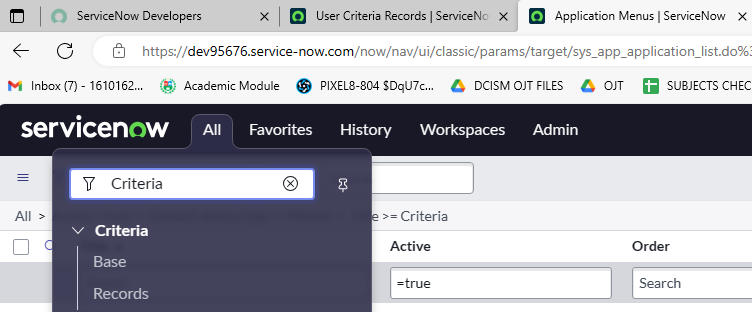 ServiceNow Developers
User Criteria Records | ServiceNo
Application Menus | ServiceNow
https://dev95676.service-now.com/now/nav/ui/classic/params/target/sys_app_application_list.do%3
Inbox (7) - 1610162...
Academic Module
PIXEL8-804 $DqU7c...
DCISM OJT FILES
OJT
SUBJECTS CHEC
servicenow
All
Favorites
History
Workspaces
Admin
Criteria
All > >= Criteria
Criteria
Active
Order
Base
=true
Search
Records